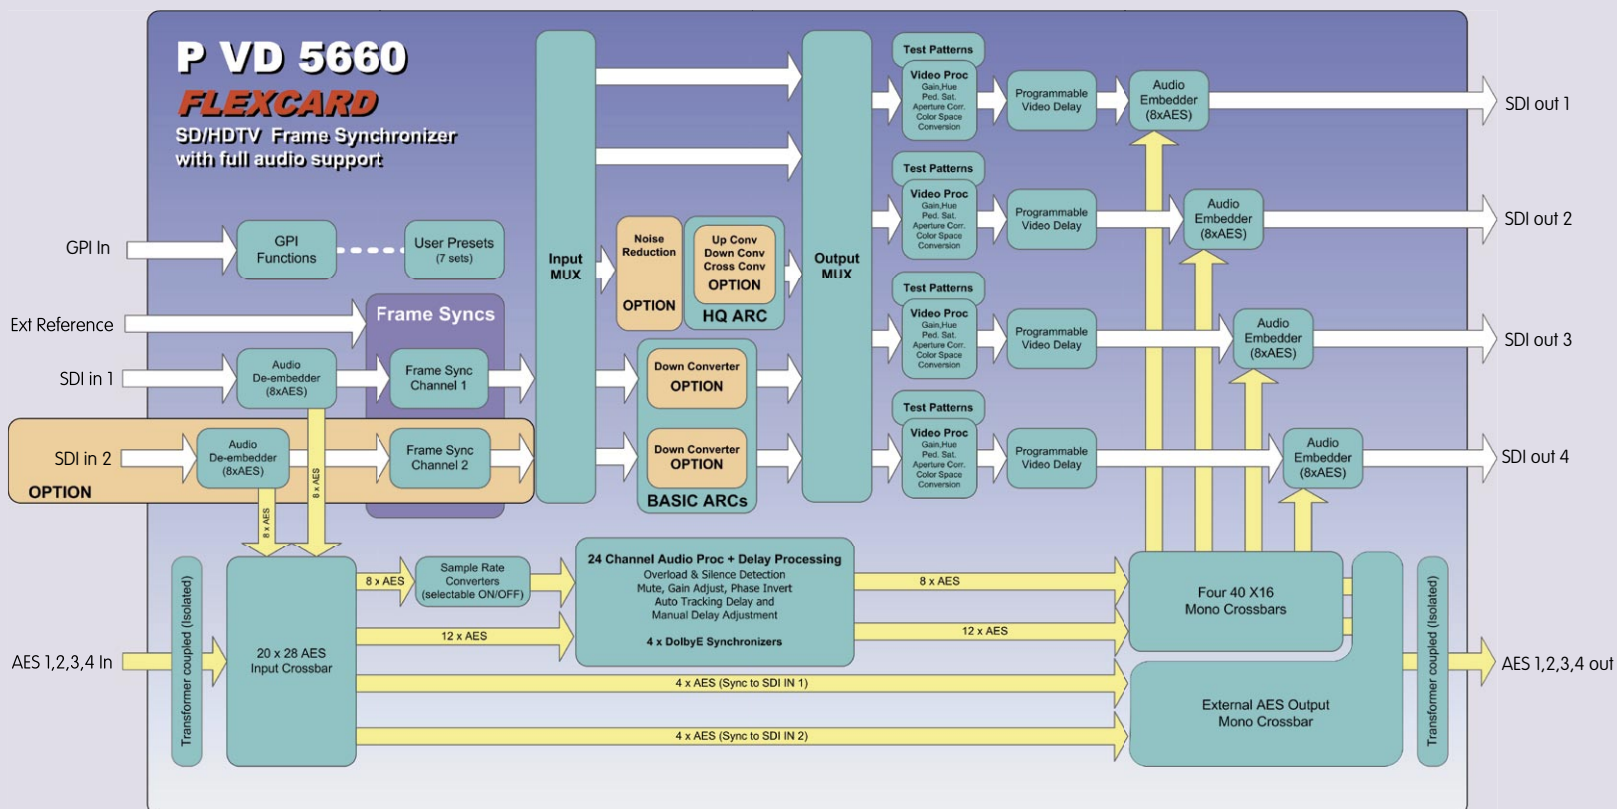 P VD 5660
FLEXCARD
SD/HDTV Frame Synchronizer
with full audio support
GPI In
GPI
Functions
User Presets
(7 sets)
Ext Reference
Frame Syncs
SDI in 1
Audio
De-embedder
(8xAES)
Frame Sync
Channel 1
SDI in 2
OPTION
Audio
De-embedder
(8xAES)
Frame Sync
Channel 2
8 x AES
8 x AES
Input
MUX
Noise
Reduction
OPTION
Up Conv
Down Conv
Cross Conv
OPTION
HQ ARC
Down Converter
OPTION
Down Converter
OPTION
BASIC ARCs
Output
MUX
Test Patterns
Video Proc
Gain,Hue
Ped. Sat.
Aperture Corr.
Color Space
Conversion
Programmable
Video Delay
Audio
Embedder
(8xAES)
SDI out 1
Test Patterns
Video Proc
Gain,Hue
Ped. Sat.
Aperture Corr.
Color Space
Conversion
Programmable
Video Delay
Audio
Embedder
(8xAES)
SDI out 2
Test Patterns
Video Proc
Gain,Hue
Ped. Sat.
Aperture Corr.
Color Space
Conversion
Programmable
Video Delay
Audio
Embedder
(8xAES)
SDI out 3
Test Patterns
Video Proc
Gain,Hue
Ped. Sat.
Aperture Corr.
Color Space
Conversion
Programmable
Video Delay
Audio
Embedder
(8xAES)
SDI out 4
AES 1,2,3,4 In
Transformer coupled (Isolated)
20 x 28 AES
Input Crossbar
8 x AES
Sample Rate
Converters
(selectable ON/OFF)
12 x AES
24 Channel Audio Proc + Delay Processing
Overload & Silence Detection
Mute, Gain Adjust, Phase Invert
Auto Tracking Delay and
Manual Delay Adjustment
4 x DolbyE Synchronizers
8 x AES
12 x AES
4 x AES (Sync to SDI IN 1)
4 x AES (Sync to SDI IN 2)
Four 40 X16
Mono Crossbars
External AES Output
Mono Crossbar
Transformer coupled (Isolated)
AES 1,2,3,4 out